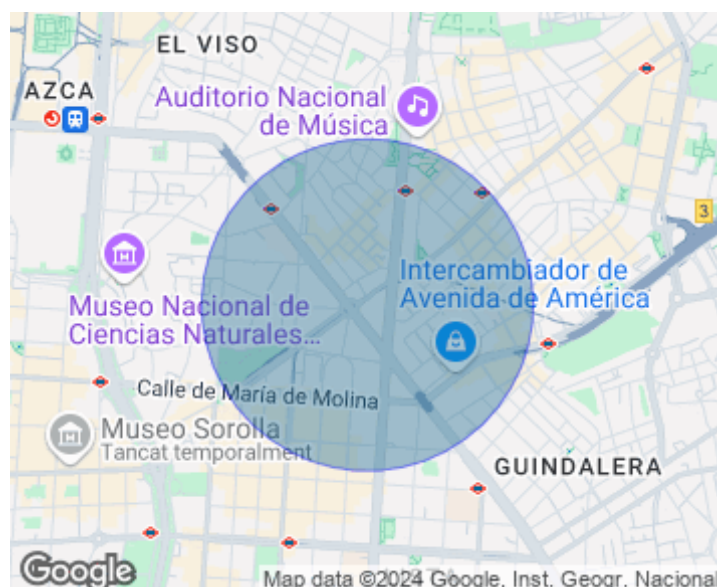 EL VISO
AZCA
Auditorio Nacional
de Música
3
Intercambiador de
Avenida de América
Museo Nacional de
Ciencias Naturales...
Calle de María de Molina
Museo Sorolla
Tancat temporalment
GUINDALERA
Google
Map data ©2024 Google, Inst. Geogr. Nacional